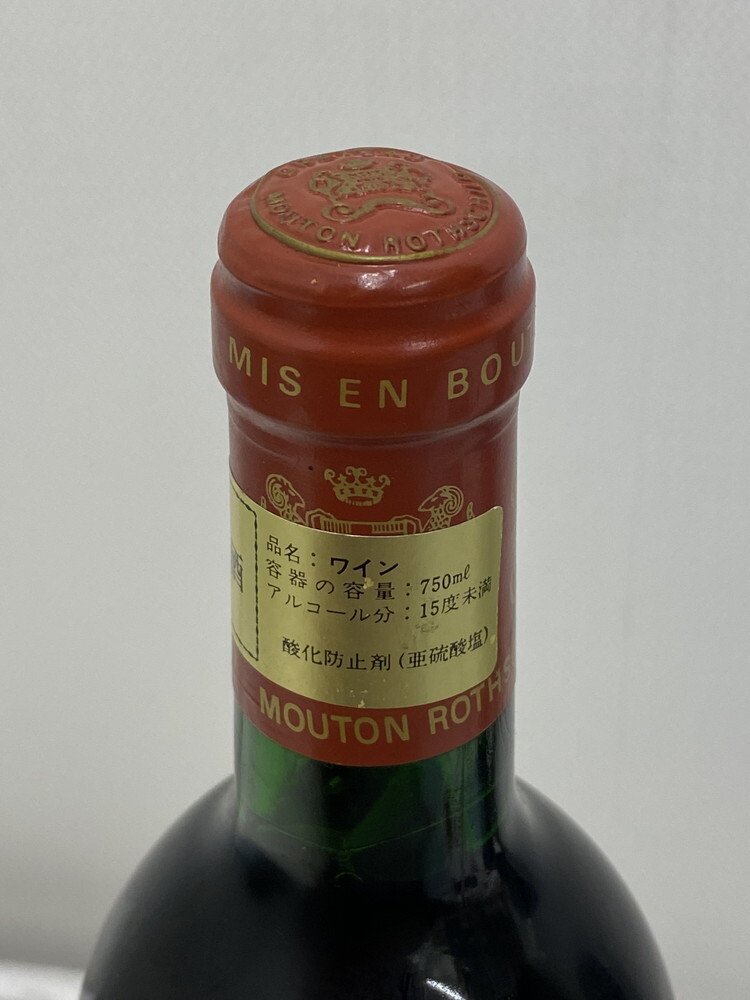 MOUTON ROTHSCHILD
MIS EN BOUT
酒
品名：ワイン
容器の容量：750mℓ
アルコール分：15度未満
酸化防止剤(亜硫酸塩)
MOUTON ROTHS